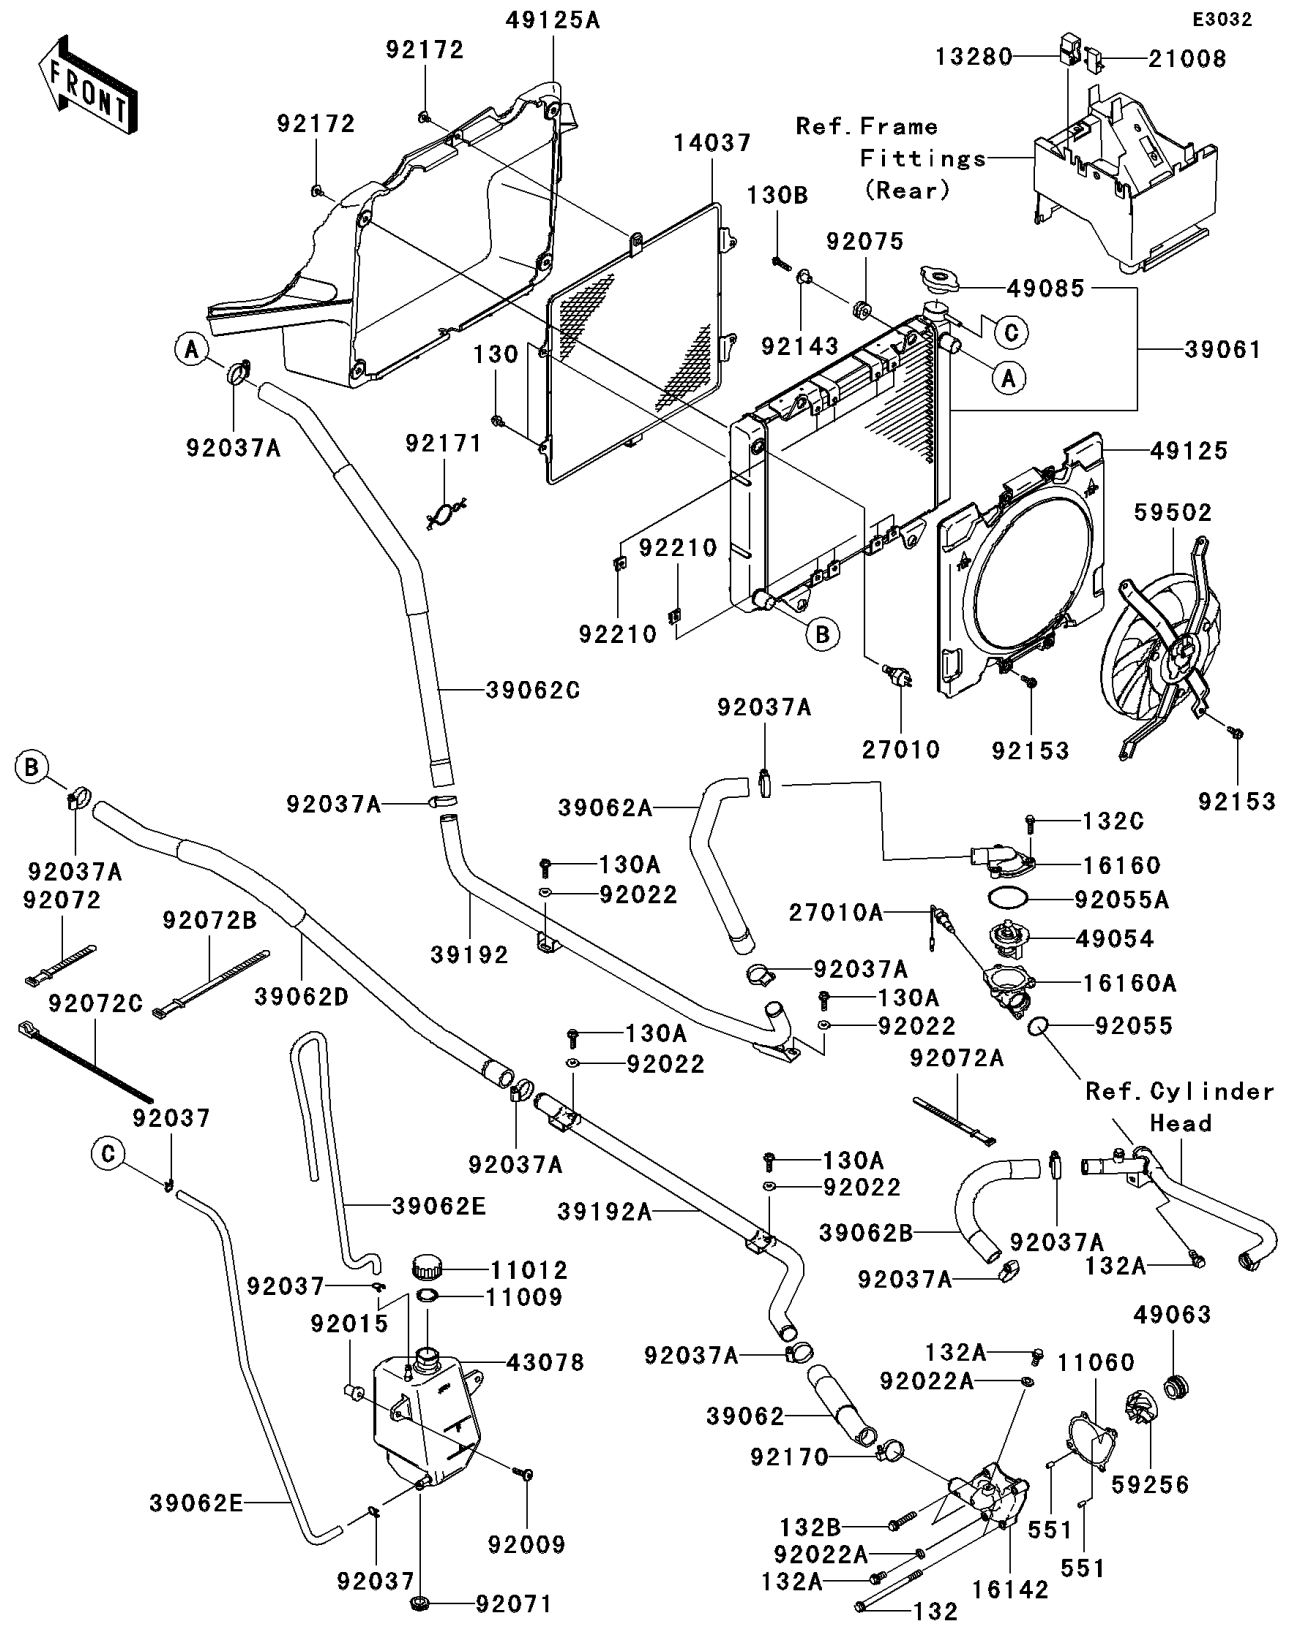 49125A
E3032
92172
13280
21008
FRONT
92172
Ref.Frame
Fittings
(Rear)
14037
130B
92075
49085
C
A
92143
130
39061
A
92037A
92171
49125
59502
92210
92210
B
39062C
92037A
27010
92153
B
92037A
39062A
92153
132C
92037A
130A
16160
92072
92022
92055A
92072B
27010A
39192
49054
92037A
16160A
39062D
92072C
130A
92022
92055
130A
92022
92072A
Ref.Cylinder
Head
92037
C
92037A
130A
92022
39062E
39192A
39062B
92037A
132A
92037A
11012
92037
11009
92015
49063
92037A
132A
11060
43078
92022A
39062
92170
59256
39062E
132B
551
92009
92022A
551
92037
132A
16142
92071
132